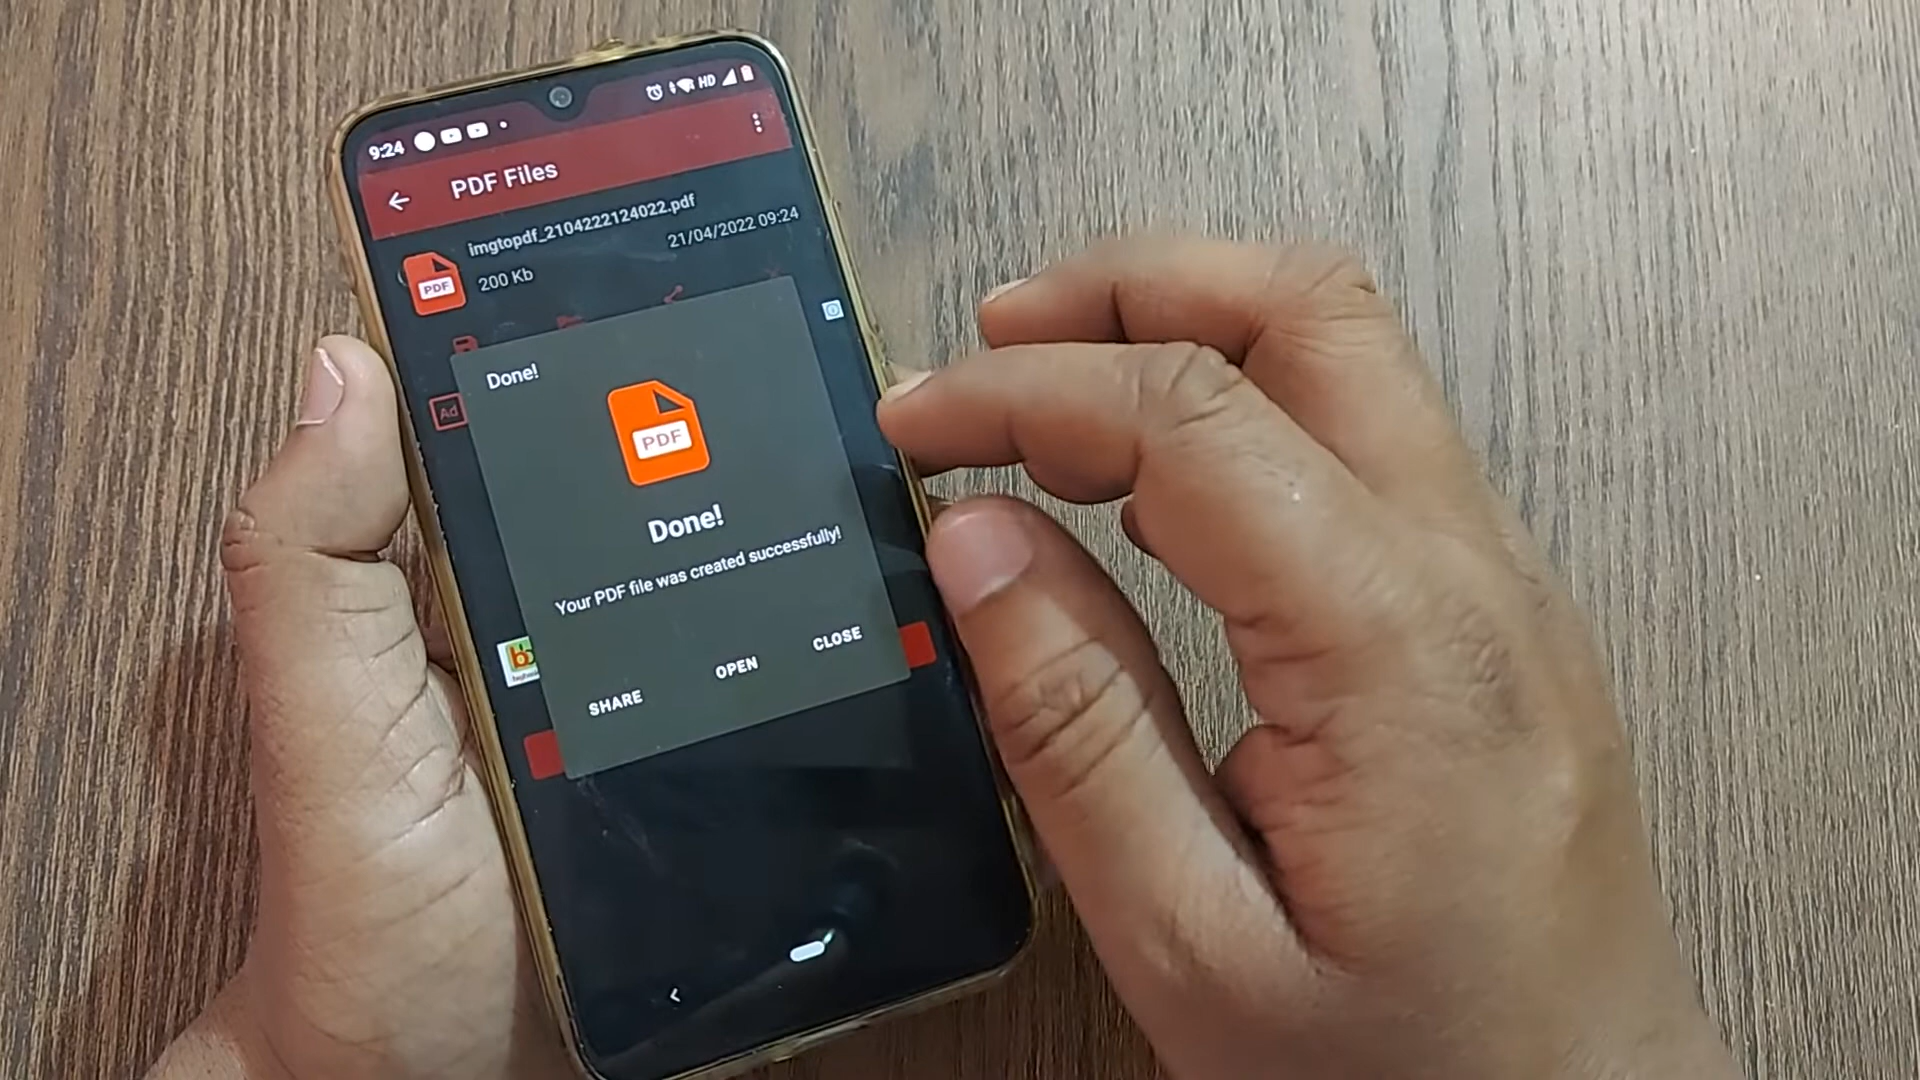 9:24
HD
PDF Files
imgtopdf_2104222124022.pdf
21/04/2022 09:24
200 Kb
PDF
Done!
Ad
PDF
Done!
Your PDF file was created successfully!
SHARE
OPEN
CLOSE